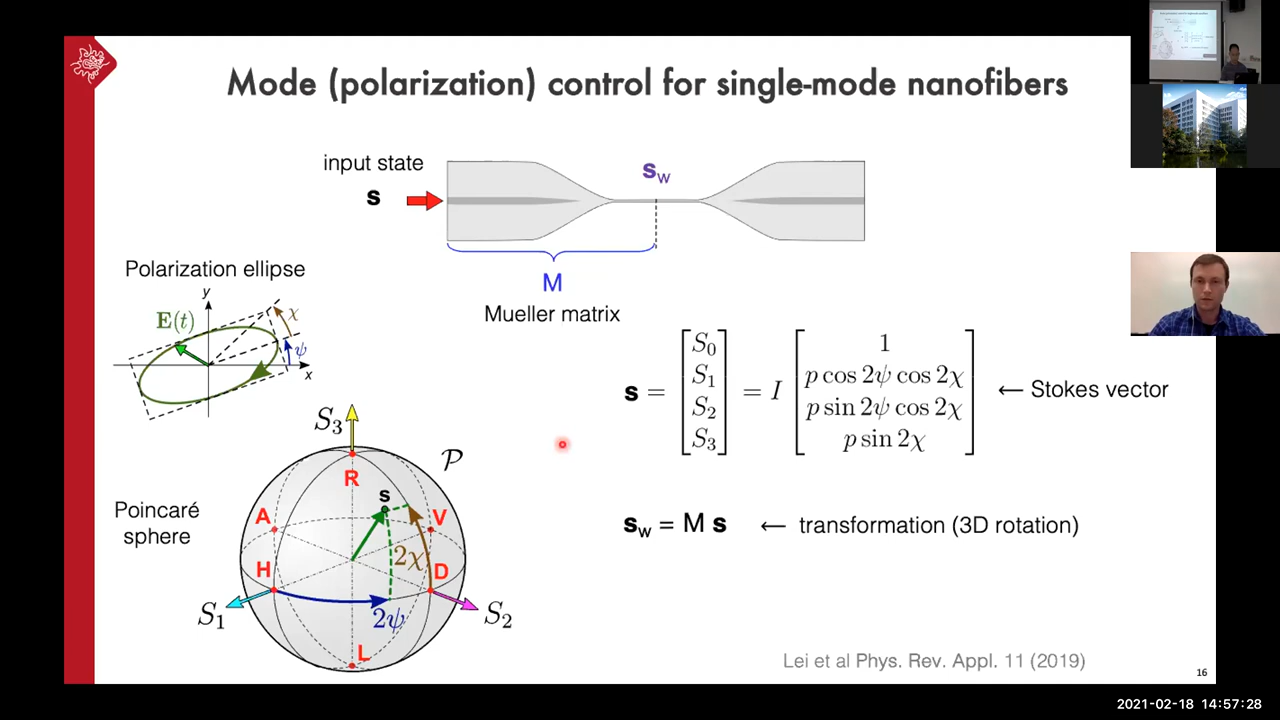 Mode (polarization) control for single-mode nanofibers
input state
s
s_w
M
Mueller matrix
Polarization ellipse
y
E(t)
χ
ψ
x
s = [S_0 S_1 S_2 S_3] = I [1 p cos 2ψ cos 2χ p sin 2ψ cos 2χ p sin 2χ] ← Stokes vector
s_w = M s ← transformation (3D rotation)
Poincaré
sphere
S_3
P
R
s
A
V
2χ
H
D
S_1
2ψ
S_2
L
Lei et al Phys. Rev. Appl. 11 (2019)
16
2021-02-18 14:57:28